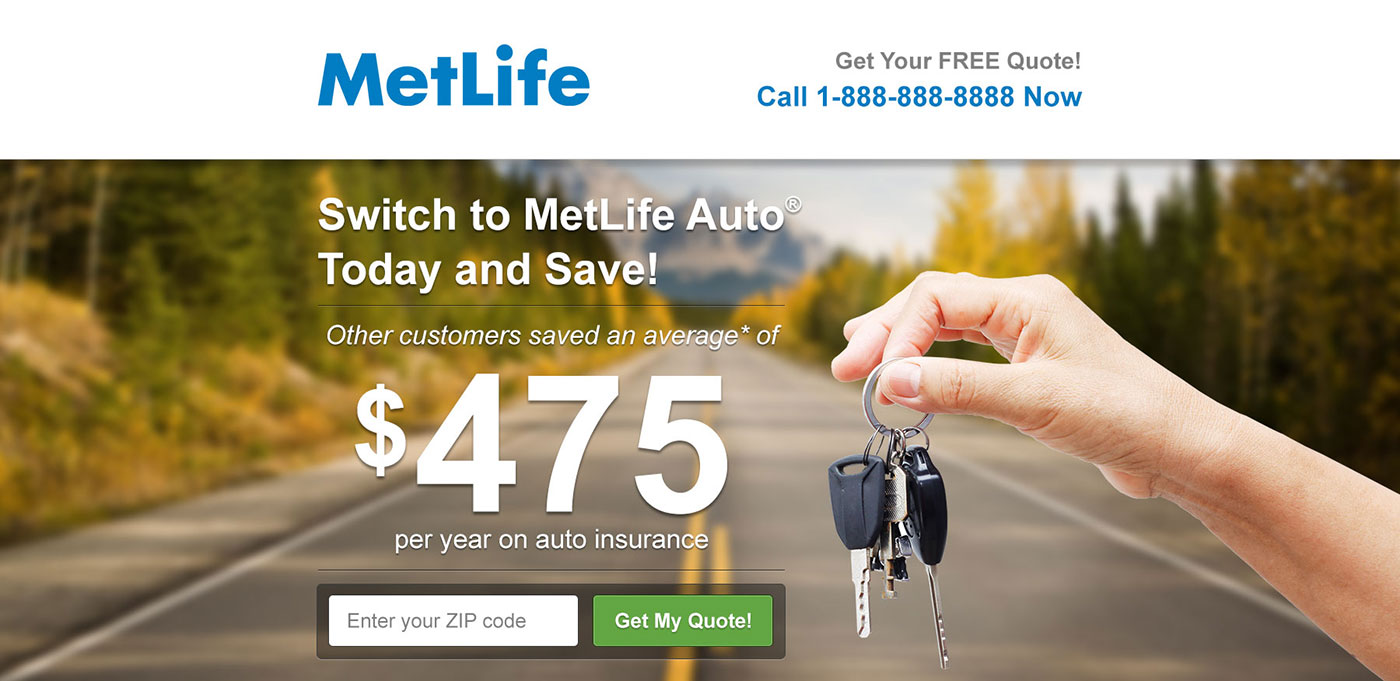 MetLife
Get Your FREE Quote!
Call 1-888-888-8888 Now
Switch to MetLife Auto®
Today and Save!
Other customers saved an average* of
$475
per year on auto insurance
Enter your ZIP code
Get My Quote!